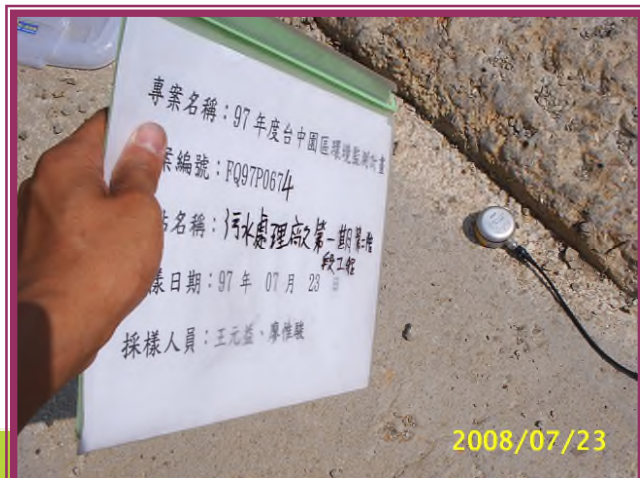 專案名稱：97年度台中園區環境監測計畫
案編號：FQ97P0674
站名稱：污水處理廠第一期第二階
段工程
樣日期：97 年 07 月 23 日
採樣人員：王元益、廖惟駿
2008/07/23